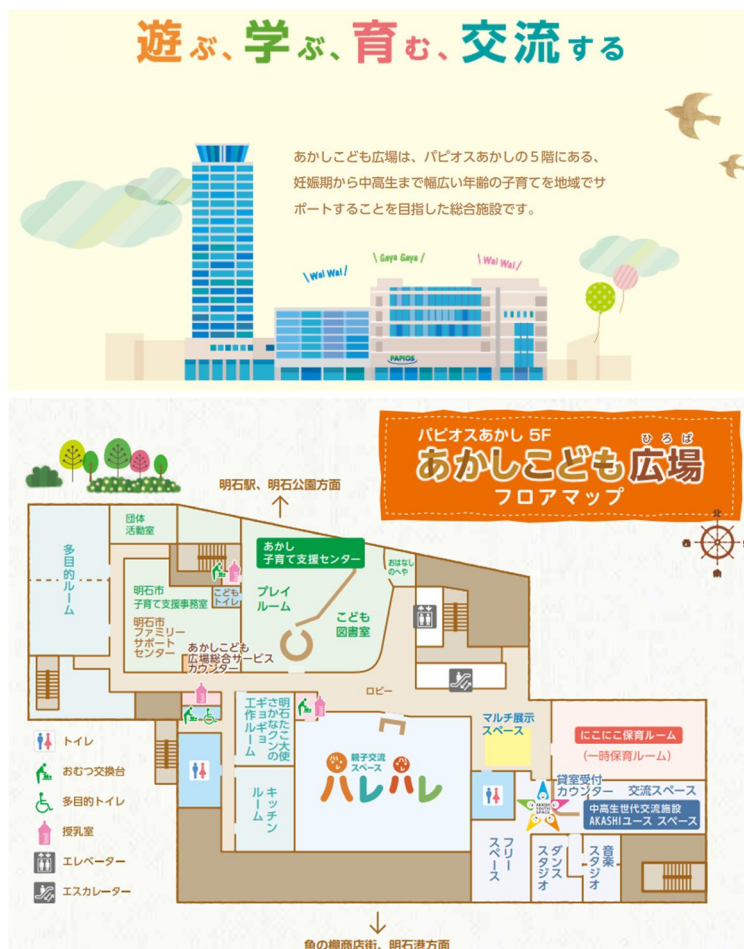 遊ぶ、学ぶ、育む、交流する
あかしこども広場は、パピオスあかしの5階にある、
妊娠期から中高生まで幅広い年齢の子育てを地域でサ
ポートすることを目指した総合施設です。
\Wai Wai/
\Gaya Gaya/
\Wai Wai/
PAPIOS
パピオスあかし 5F
ひろば
あかしこども広場
フロアマップ
北
西
南
明石駅、明石公園方面
多目的ルーム
団体
活動室
あかし
子育て支援センター
おはなし
のへや
明石市
子育て支援事務室
こども
トイレ
プレイ
ルーム
こども
図書室
明石市
ファミリー
サポート
センター
あかしこども
広場総合サービス
カウンター
ロビー
明石たこ大使
さかなクンの
ギョギョギョ
工作ルーム
キッチン
ルーム
親子交流
スペース
ハレハレ
マルチ展示
スペース
にこにこ保育ルーム
(一時保育ルーム)
貸室受付
カウンター
交流スペース
AKASHI
YOUTH
SPACE
中高生世代交流施設
AKASHIユース スペース
フリー
スペース
ダンス
スタジオ
音楽
スタジオ
トイレ
おむつ交換台
多目的トイレ
授乳室
エレベーター
エスカレーター
魚の棚商店街、明石港方面